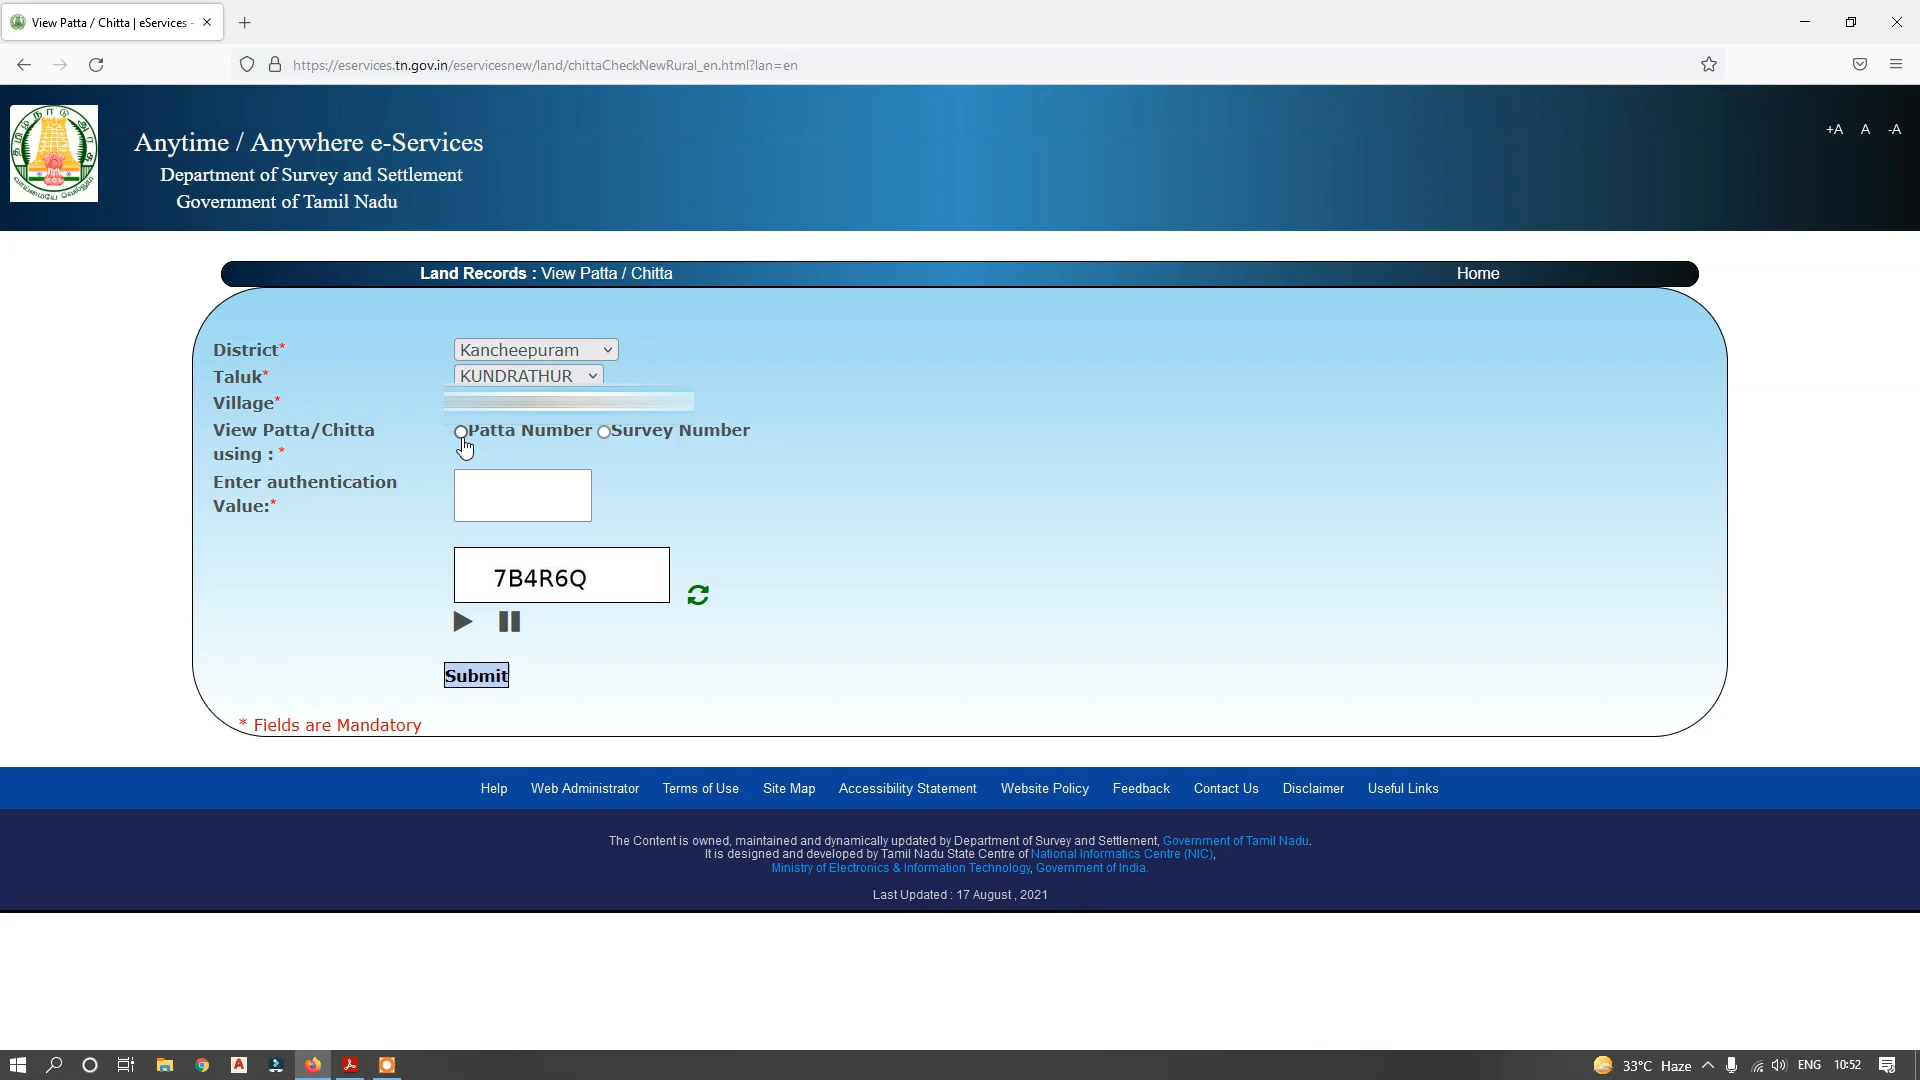 View Patta / Chitta | eServices -
https://eservices.tn.gov.in/eservicesnew/land/chittaCheckNewRural_en.html?lan=en
Anytime / Anywhere e-Services
Department of Survey and Settlement
Government of Tamil Nadu
+A A -A
Land Records : View Patta / Chitta
Home
District* Kancheepuram
Taluk* KUNDRATHUR
Village*
View Patta/Chitta
using : *
Patta Number Survey Number
Enter authentication
Value:*
7B4R6Q
Submit
* Fields are Mandatory
Help Web Administrator Terms of Use Site Map Accessibility Statement Website Policy Feedback Contact Us Disclaimer Useful Links
The Content is owned, maintained and dynamically updated by Department of Survey and Settlement, Government of Tamil Nadu.
It is designed and developed by Tamil Nadu State Centre of National Informatics Centre (NIC),
Ministry of Electronics & Information Technology, Government of India.
Last Updated : 17 August , 2021
33°C Haze ENG 10:52